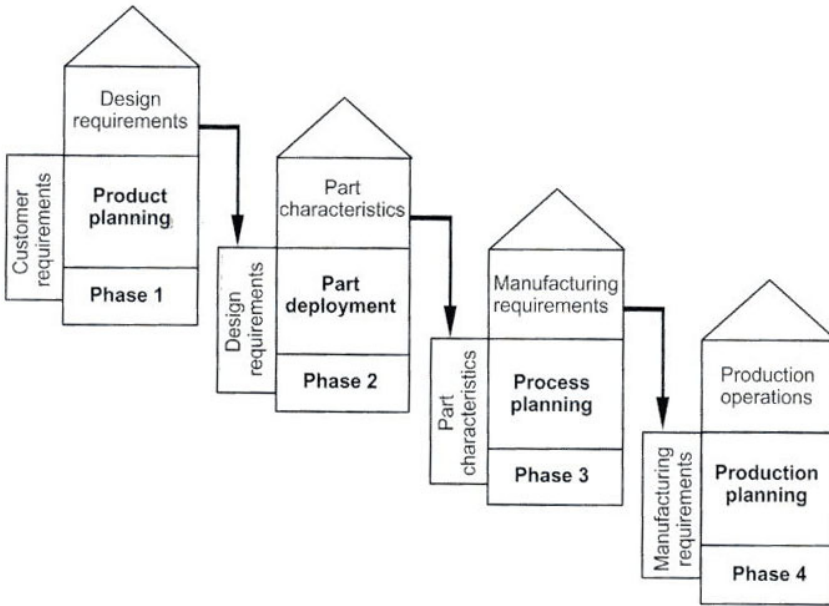 Design
requirements
Customer
requirements
Product
planning
Phase 1
Part
characteristics
Design
requirements
Part
deployment
Phase 2
Manufacturing
requirements
Part
characteristics
Process
planning
Phase 3
Production
operations
Manufacturing
requirements
Production
planning
Phase 4